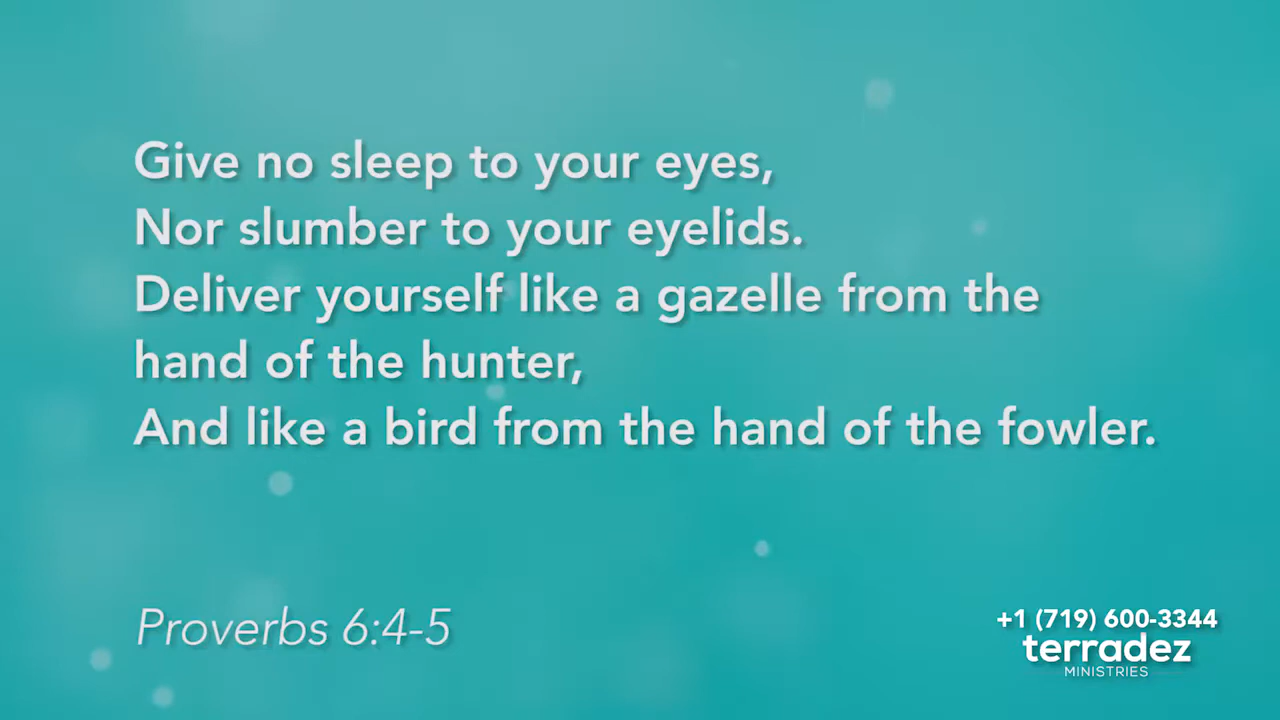 Give no sleep to your eyes,
Nor slumber to your eyelids.
Deliver yourself like a gazelle from the
hand of the hunter,
And like a bird from the hand of the fowler.
Proverbs 6:4-5
+1 (719) 600-3344
terradez
MINISTRIES